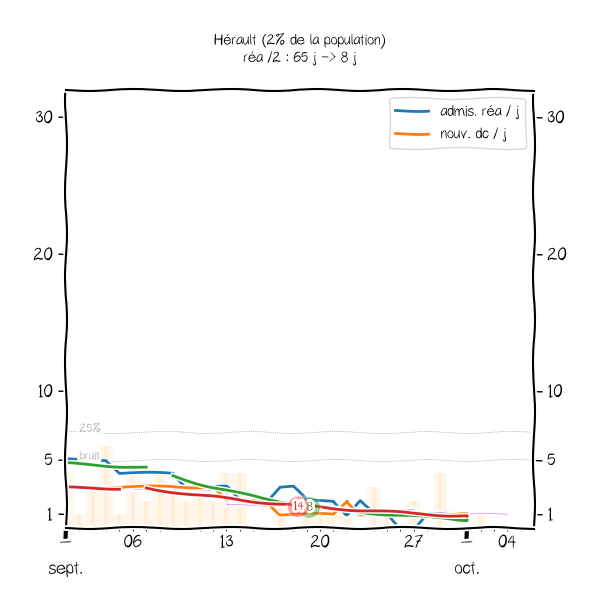 Hérault (2% de la population)
réa /2 : 65 j -> 8 j
admis. réa / j
nouv. dc / j
30
30
20
20
10
10
25%
5
bruit
5
1
14
8
1
06
13
20
27
04
sept.
oct.